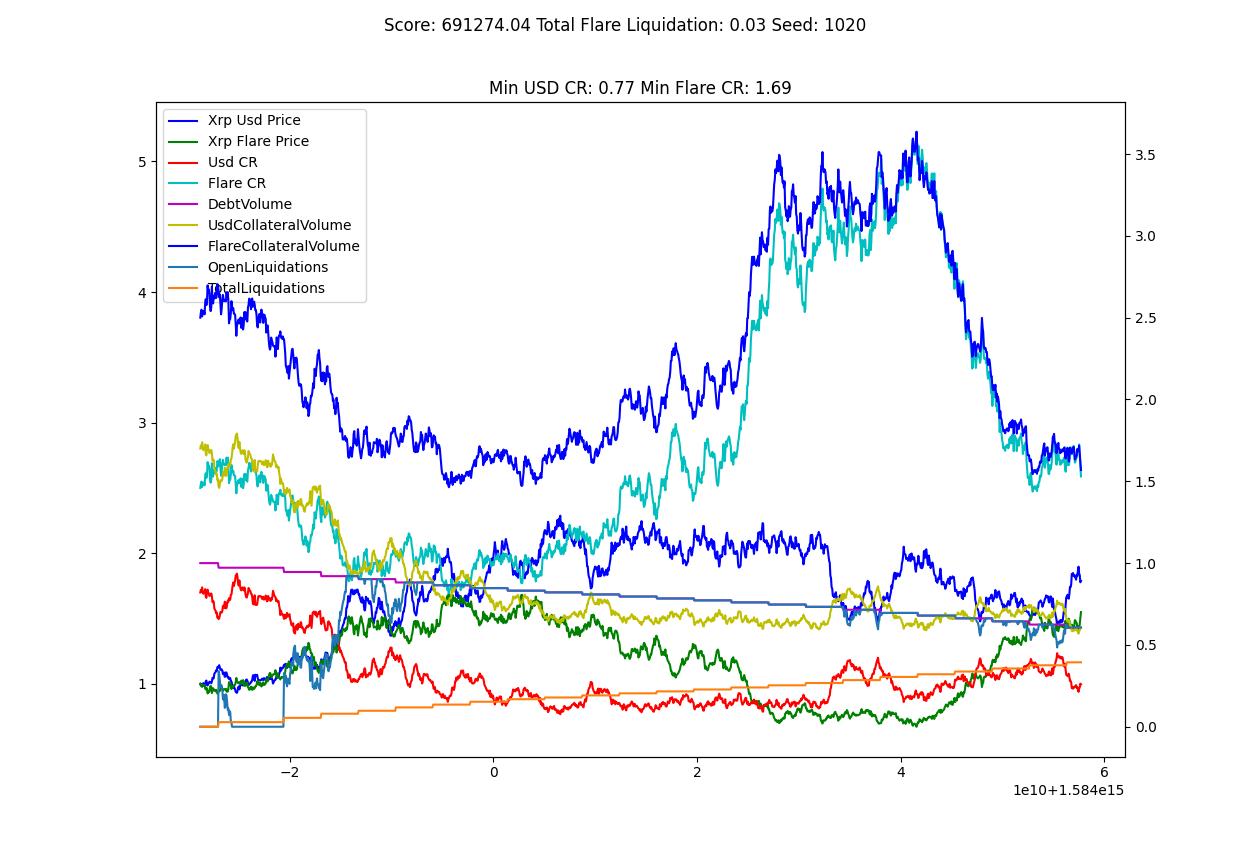 Score: 691274.04 Total Flare Liquidation: 0.03 Seed: 1020
Min USD CR: 0.77 Min Flare CR: 1.69
Xrp Usd Price
Xrp Flare Price
Usd CR
Flare CR
DebtVolume
UsdCollateralVolume
FlareCollateralVolume
OpenLiquidations
TotalLiquidations
5
4
3
2
1
3.5
3.0
2.5
2.0
1.5
1.0
0.5
0.0
−2
0
2
4
6
1e10+1.584e15